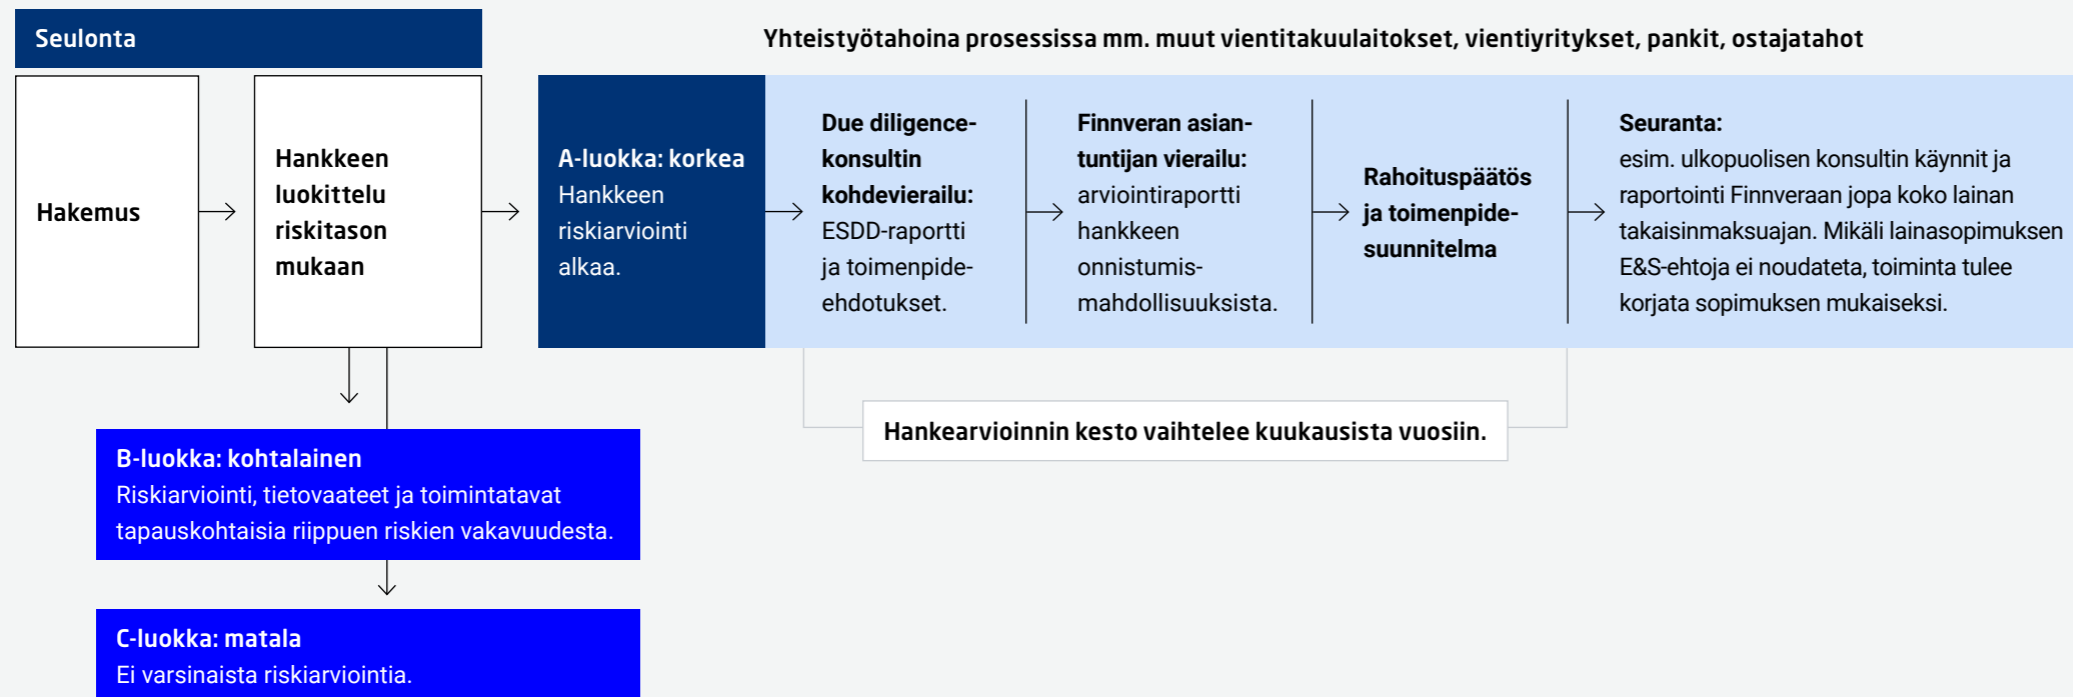 Seulonta
Yhteistyötahoina prosessissa mm. muut vientitakuulaitokset, vientiyritykset, pankit, ostajatahot
Hakemus
Hankkeen
luokittelu
riskitason
mukaan
A-luokka: korkea
Hankkeen
riskiarviointi
alkaa.
Due diligence-
konsultin
kohdevierailu:
ESDD-raportti
ja toimenpide-
ehdotukset.
Finnveran asian-
tuntijan vierailu:
arviointiraportti
hankkeen
onnistumis-
mahdollisuuksista.
Rahoituspäätös
ja toimenpide-
suunnitelma
Seuranta:
esim. ulkopuolisen konsultin käynnit ja
raportointi Finnveraan jopa koko lainan
takaisinmaksuajan. Mikäli lainasopimuksen
E&S-ehtoja ei noudateta, toiminta tulee
korjata sopimuksen mukaiseksi.
Hankearvioinnin kesto vaihtelee kuukausista vuosiin.
B-luokka: kohtalainen
Riskiarviointi, tietovaateet ja toimintatavat
tapauskohtaisia riippuen riskien vakavuudesta.
C-luokka: matala
Ei varsinaista riskiarviointia.